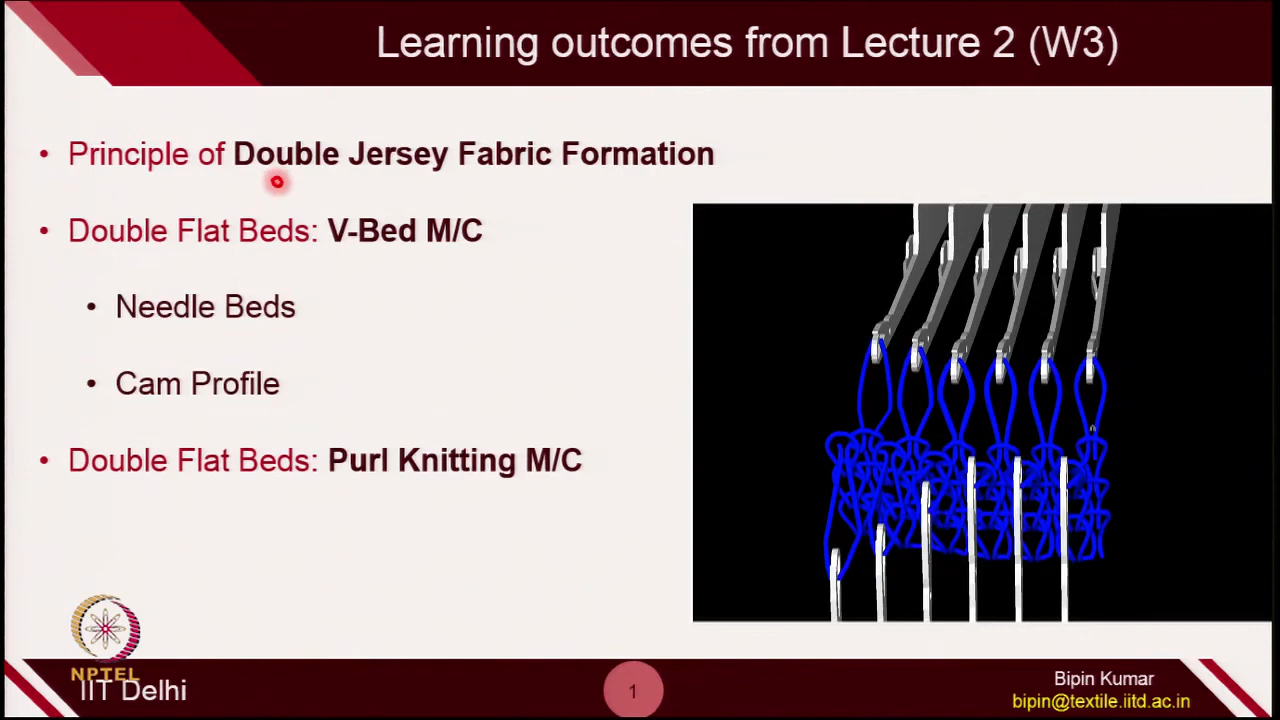 Learning outcomes from Lecture 2 (W3)
• Principle of Double Jersey Fabric Formation
• Double Flat Beds: V-Bed M/C
• Needle Beds
• Cam Profile
• Double Flat Beds: Purl Knitting M/C
NPTEL
IIT Delhi
1
Bipin Kumar
bipin@textile.iitd.ac.in